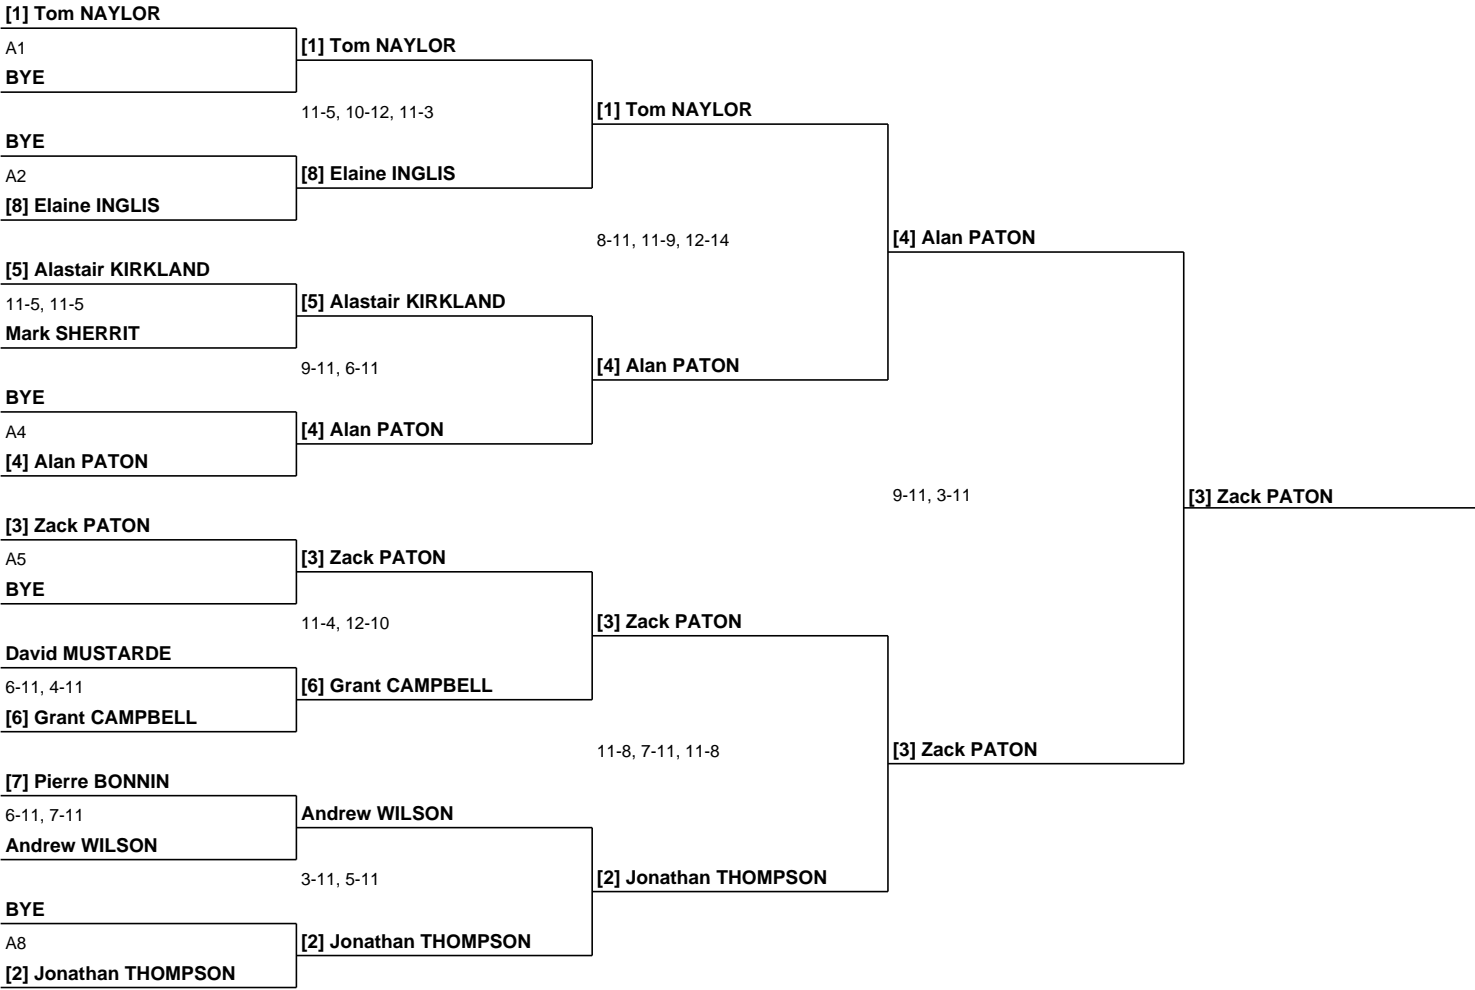 [1] Tom NAYLOR
A1
[1] Tom NAYLOR
BYE
11-5, 10-12, 11-3
[1] Tom NAYLOR
BYE
A2
[8] Elaine INGLIS
[8] Elaine INGLIS
8-11, 11-9, 12-14
[4] Alan PATON
[5] Alastair KIRKLAND
11-5, 11-5
[5] Alastair KIRKLAND
Mark SHERRIT
9-11, 6-11
[4] Alan PATON
BYE
A4
[4] Alan PATON
[4] Alan PATON
9-11, 3-11
[3] Zack PATON
[3] Zack PATON
A5
[3] Zack PATON
BYE
11-4, 12-10
[3] Zack PATON
David MUSTARDE
6-11, 4-11
[6] Grant CAMPBELL
[6] Grant CAMPBELL
11-8, 7-11, 11-8
[3] Zack PATON
[7] Pierre BONNIN
6-11, 7-11
Andrew WILSON
Andrew WILSON
3-11, 5-11
[2] Jonathan THOMPSON
BYE
A8
[2] Jonathan THOMPSON
[2] Jonathan THOMPSON